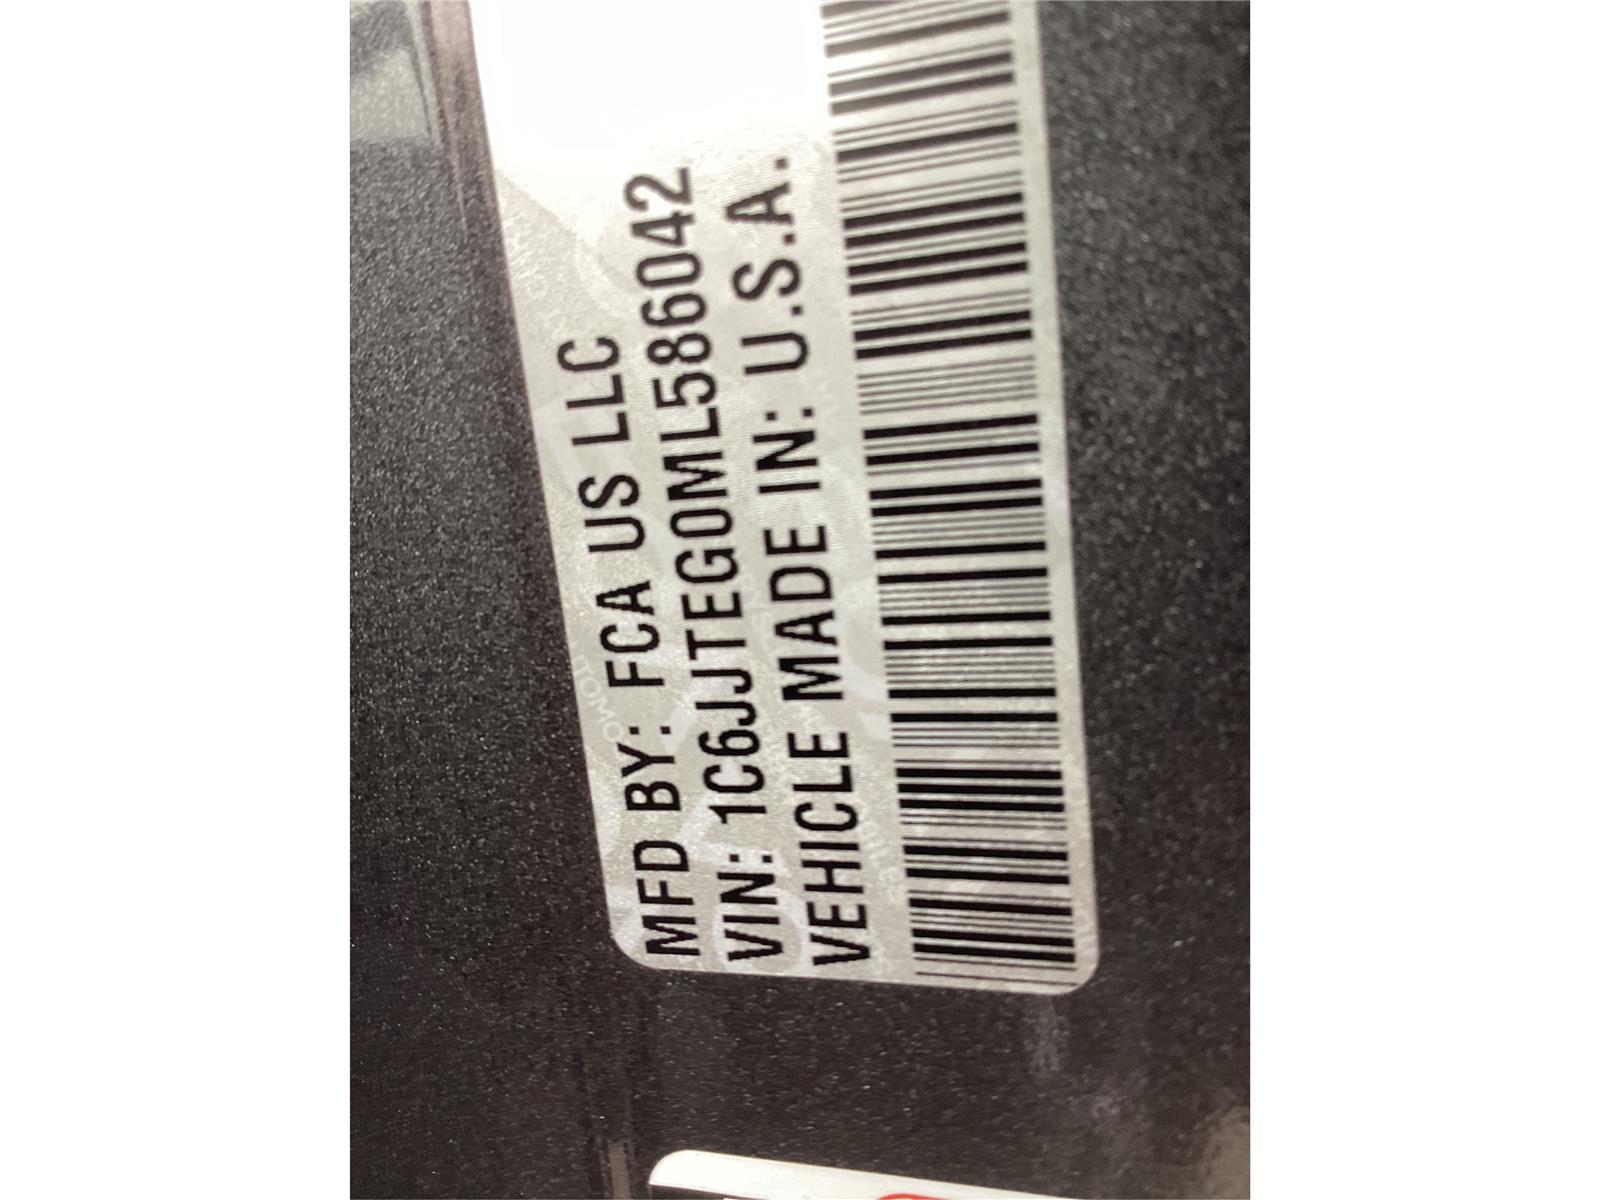 MFD BY: FCA US LLC
VIN: 1C6JJTEG0ML586042
VEHICLE MADE IN: U.S.A.